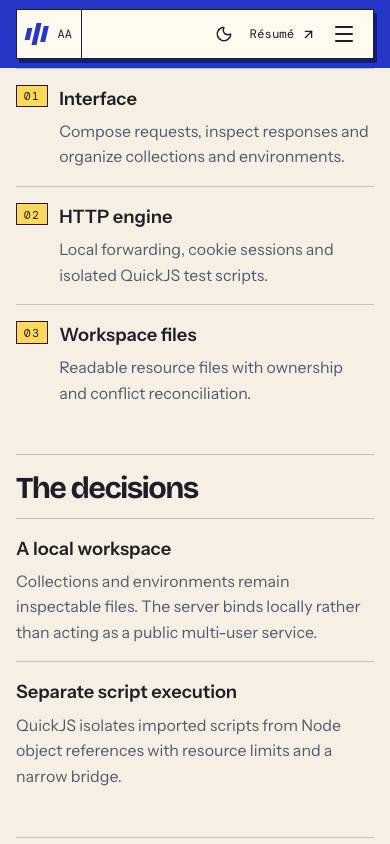 AA
Résumé
01
Interface
Compose requests, inspect responses and
organize collections and environments.
02
HTTP engine
Local forwarding, cookie sessions and
isolated QuickJS test scripts.
03
Workspace files
Readable resource files with ownership
and conflict reconciliation.
The decisions
A local workspace
Collections and environments remain
inspectable files. The server binds locally rather
than acting as a public multi-user service.
Separate script execution
QuickJS isolates imported scripts from Node
object references with resource limits and a
narrow bridge.